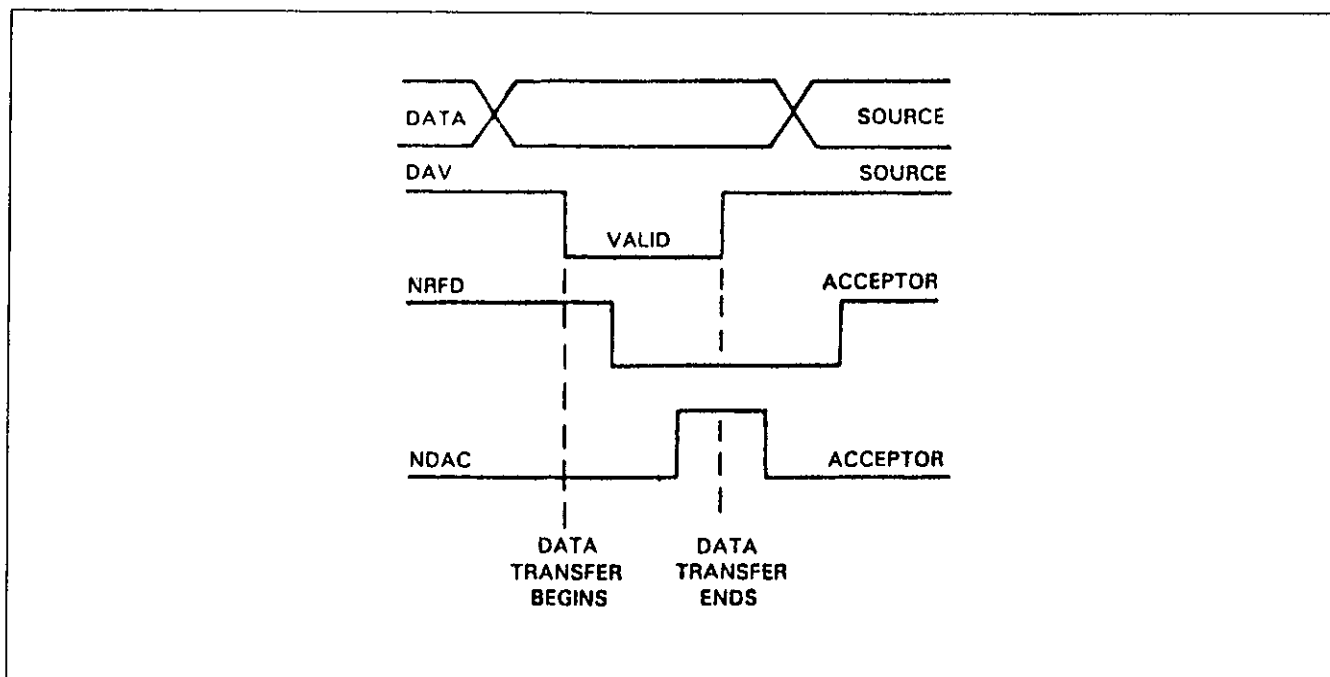 DATA SOURCE
DAV SOURCE
VALID
NRFD ACCEPTOR
NDAC ACCEPTOR
DATA DATA
TRANSFER TRANSFER
BEGINS ENDS